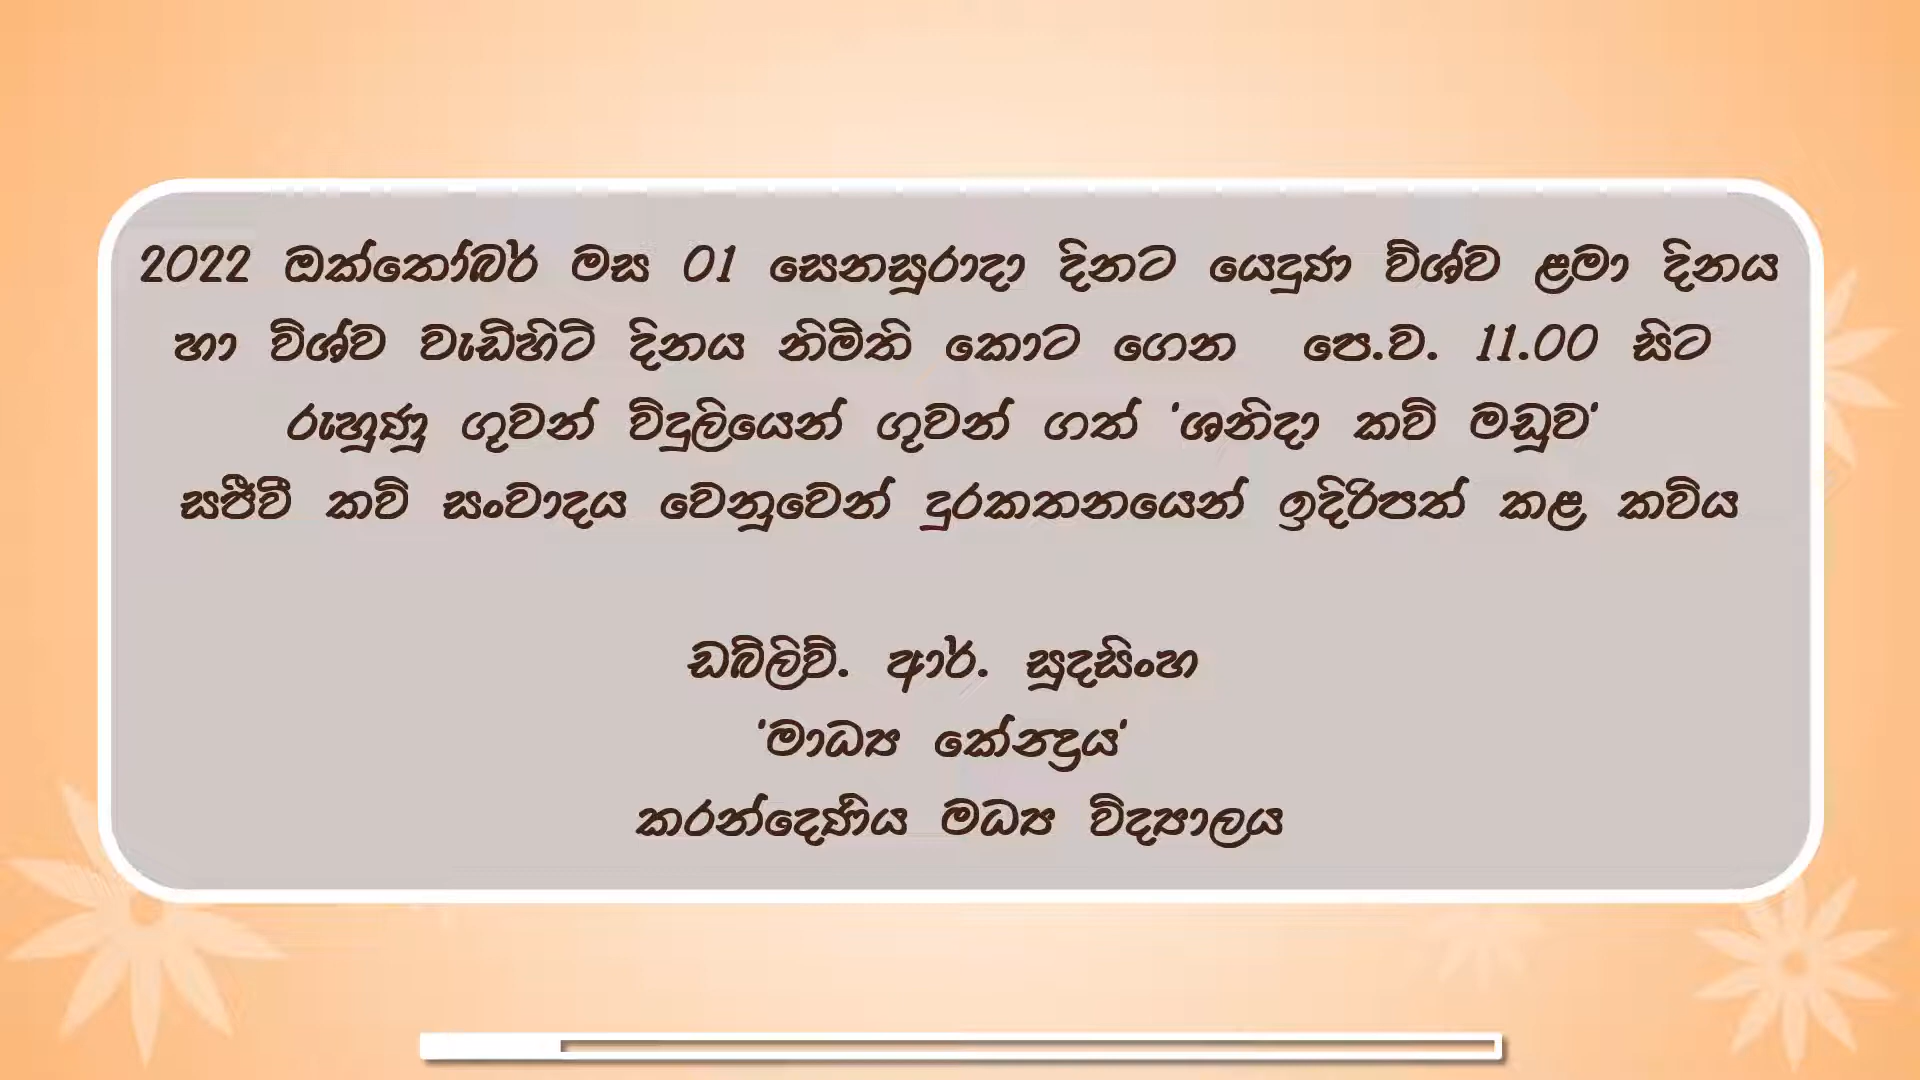 2022 ඔක්තෝබර් මස 01 සෙනසුරාදා දිනට යෙදුණ විශ්ව ළමා දිනය
හා විශ්ව වැඩිහිටි දිනය නිමිති කොට ගෙන පෙ.ව. 11.00 සිට
රුහුණු ගුවන් විදුලියෙන් ගුවන් ගත් 'ශනිදා කවි මඩුව'
සජීවී කවි සංවාදය වෙනුවෙන් දුරකතනයෙන් ඉදිරිපත් කළ කවිය
ඩබ්ලිව්. ආර්. සුදසිංහ
'මාධ්‍ය කේන්ද්‍රය'
කරන්දෙණිය මධ්‍ය විද්‍යාලය